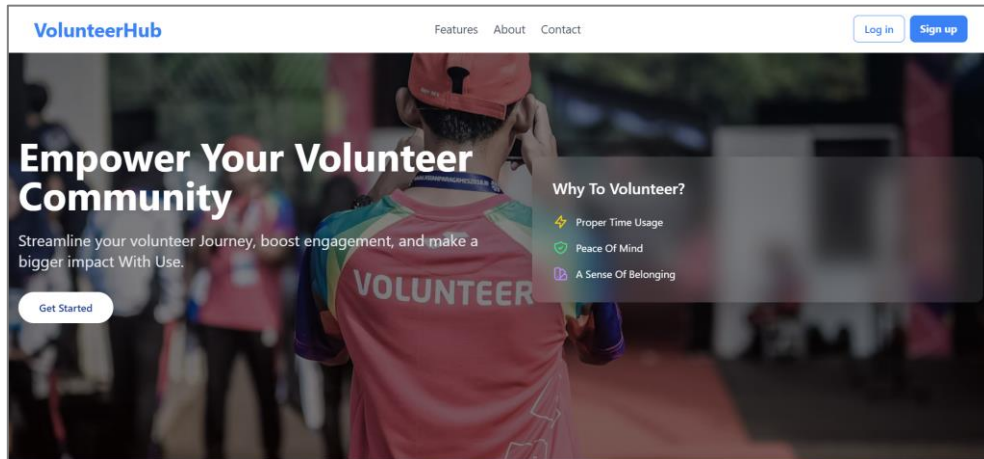 VolunteerHub
Features About Contact
Log in Sign up
Empower Your Volunteer
Community
Streamline your volunteer Journey, boost engagement, and make a
bigger impact With Use.
Get Started
Why To Volunteer?
Proper Time Usage
Peace Of Mind
A Sense Of Belonging
VOLUNTEER